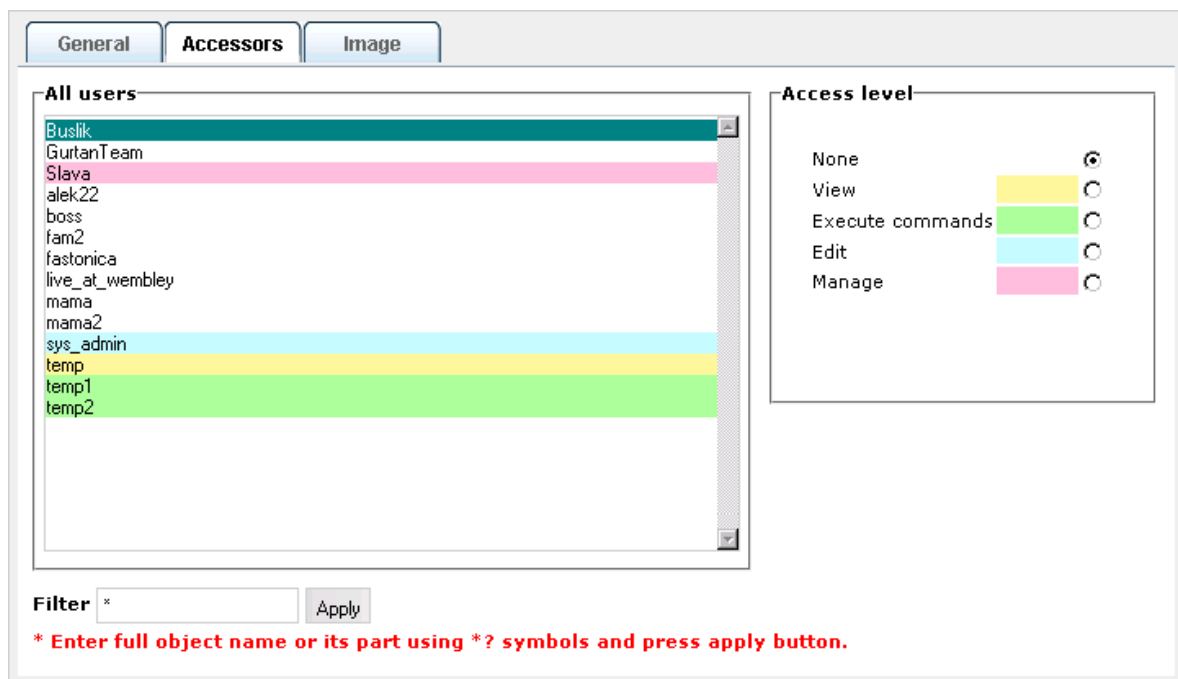 General Accessors Image
All users
Buslik
GurtanTeam
Slava
alek22
boss
fam2
fastonica
live_at_wembley
mama
mama2
sys_admin
temp
temp1
temp2
Access level
None
View
Execute commands
Edit
Manage
Filter * Apply
* Enter full object name or its part using *? symbols and press apply button.